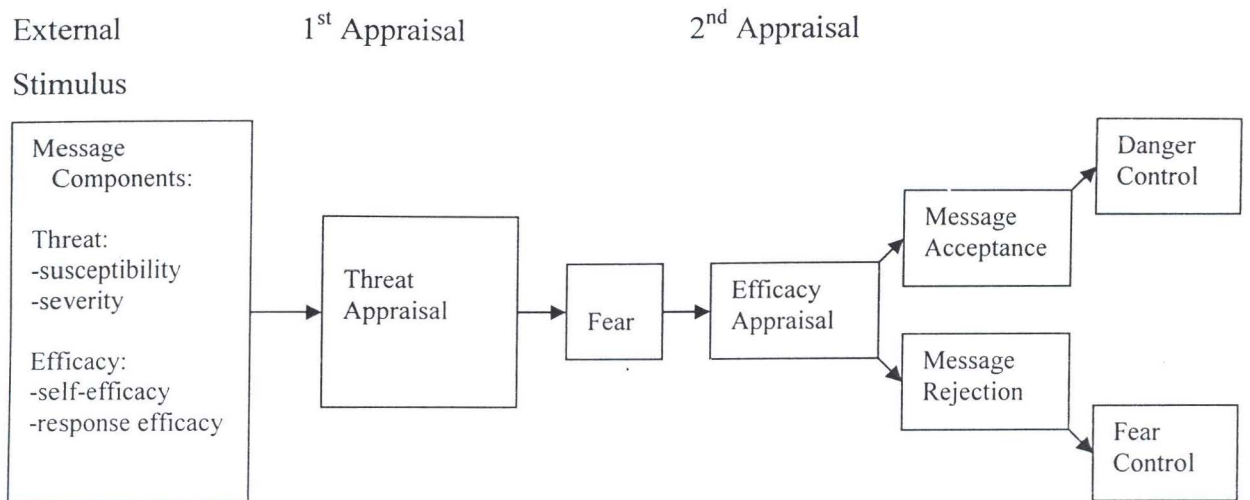 External
Stimulus
1st Appraisal
2nd Appraisal
Message
Components:
Threat:
-susceptibility
-severity
Efficacy:
-self-efficacy
-response efficacy
Threat
Appraisal
Fear
Efficacy
Appraisal
Message
Acceptance
Danger
Control
Message
Rejection
Fear
Control